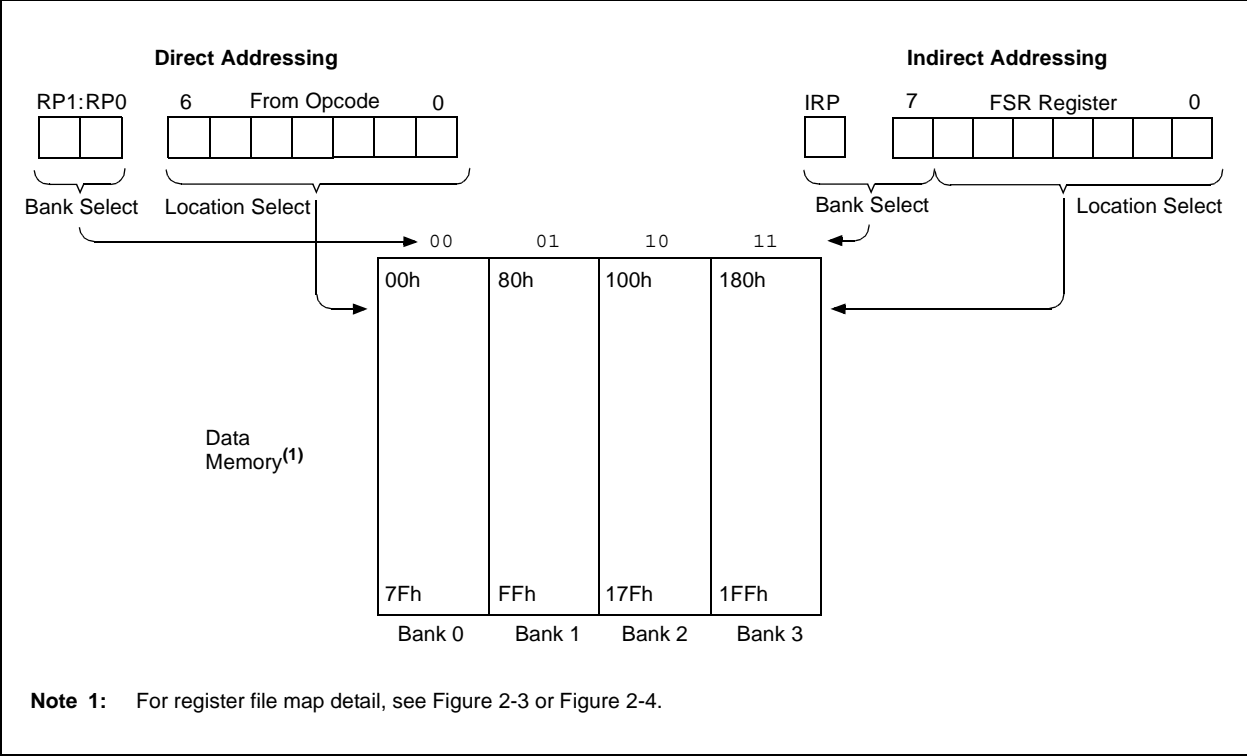 Direct Addressing
Indirect Addressing
RP1:RP0 6 From Opcode 0
IRP 7 FSR Register 0
Bank Select Location Select
Bank Select Location Select
00 01 10 11
00h 80h 100h 180h
Data
Memory(1)
7Fh FFh 17Fh 1FFh
Bank 0 Bank 1 Bank 2 Bank 3
Note 1: For register file map detail, see Figure 2-3 or Figure 2-4.